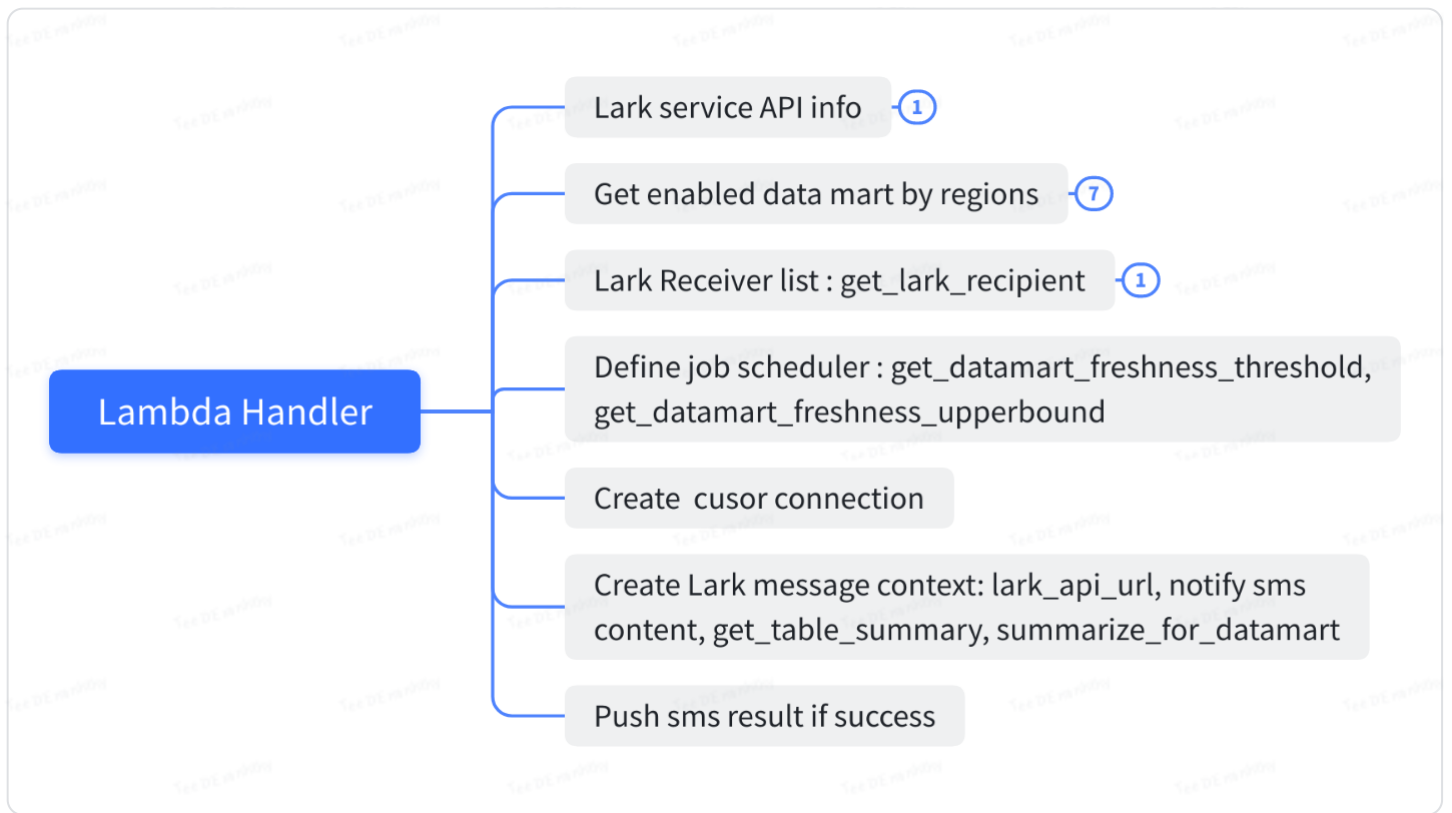 Lark service API info
1
Get enabled data mart by regions
7
Lark Receiver list : get_lark_recipient
1
Define job scheduler : get_datamart_freshness_threshold,
get_datamart_freshness_upperbound
Lambda Handler
Create  cusor connection
Create Lark message context: lark_api_url, notify sms
content, get_table_summary, summarize_for_datamart
Push sms result if success